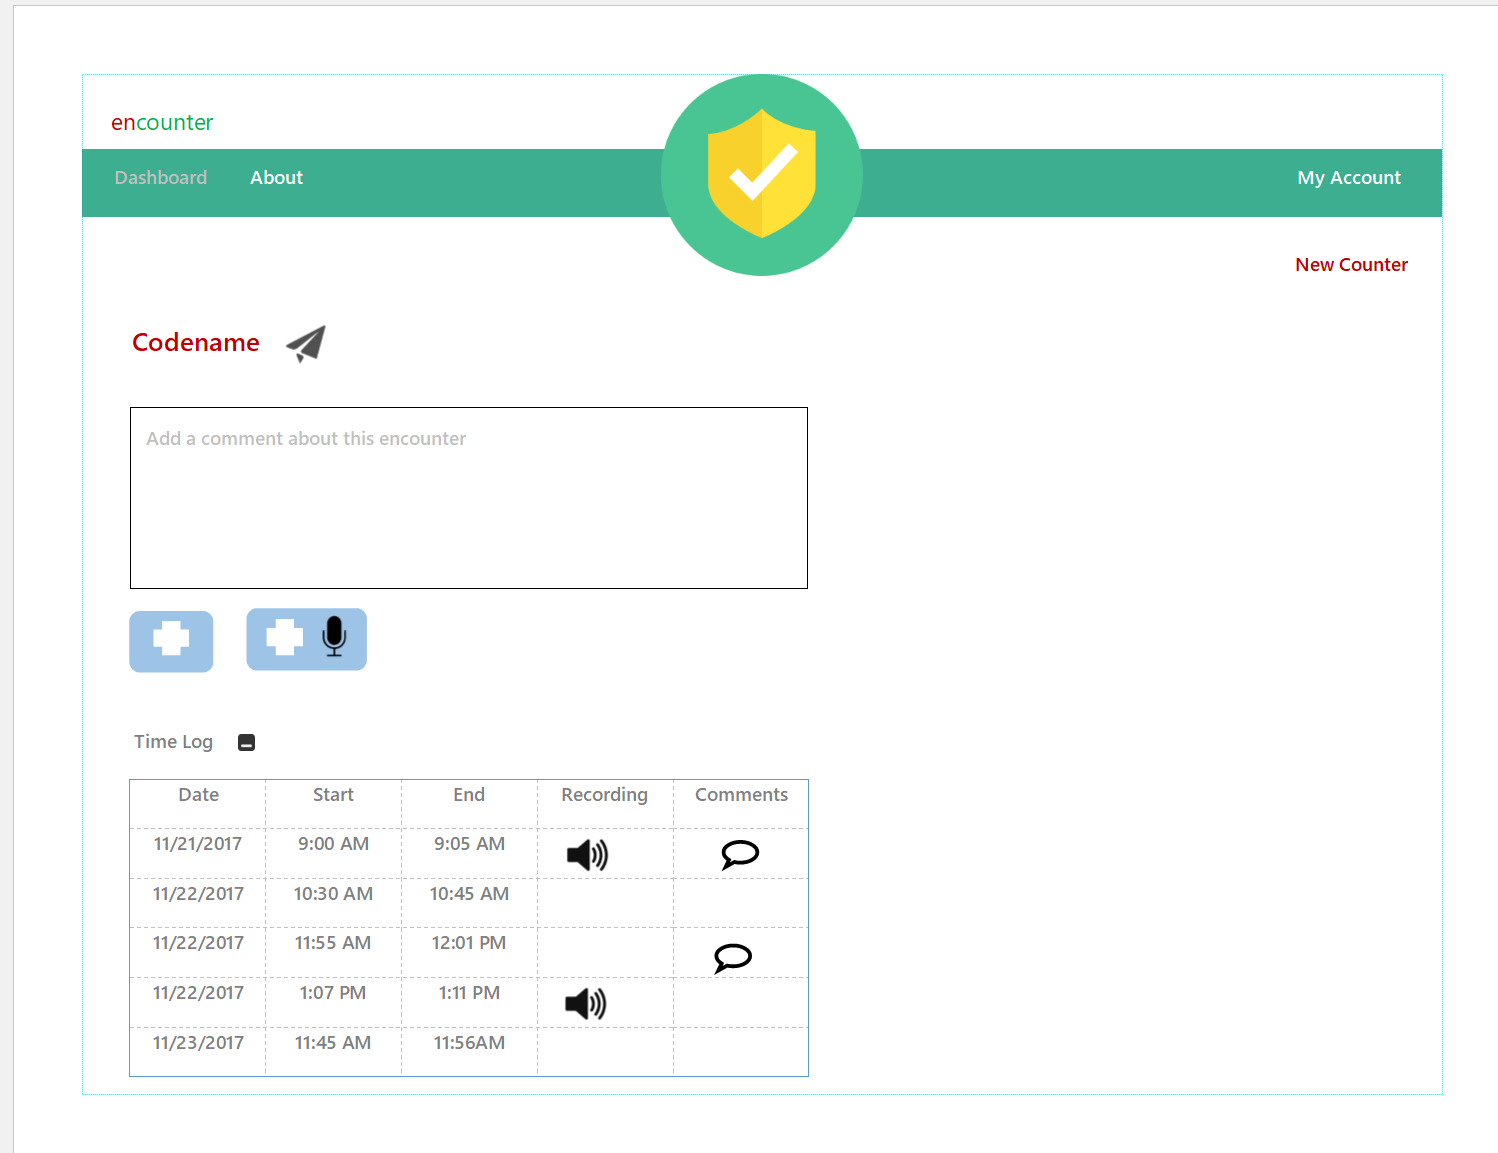 encounter
Dashboard About My Account
New Counter
Codename
Add a comment about this encounter
Time Log
Date Start End Recording Comments
11/21/2017 9:00 AM 9:05 AM
11/22/2017 10:30 AM 10:45 AM
11/22/2017 11:55 AM 12:01 PM
11/22/2017 1:07 PM 1:11 PM
11/23/2017 11:45 AM 11:56AM